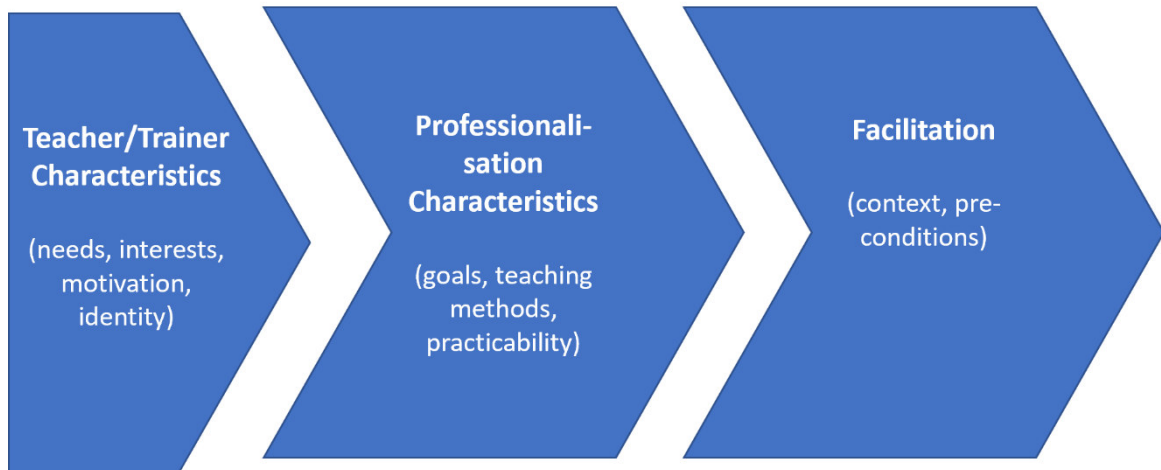 Teacher/Trainer
Characteristics
(needs, interests,
motivation,
identity)
Professionali-
sation
Characteristics
(goals, teaching
methods,
practicability)
Facilitation
(context, pre-
conditions)